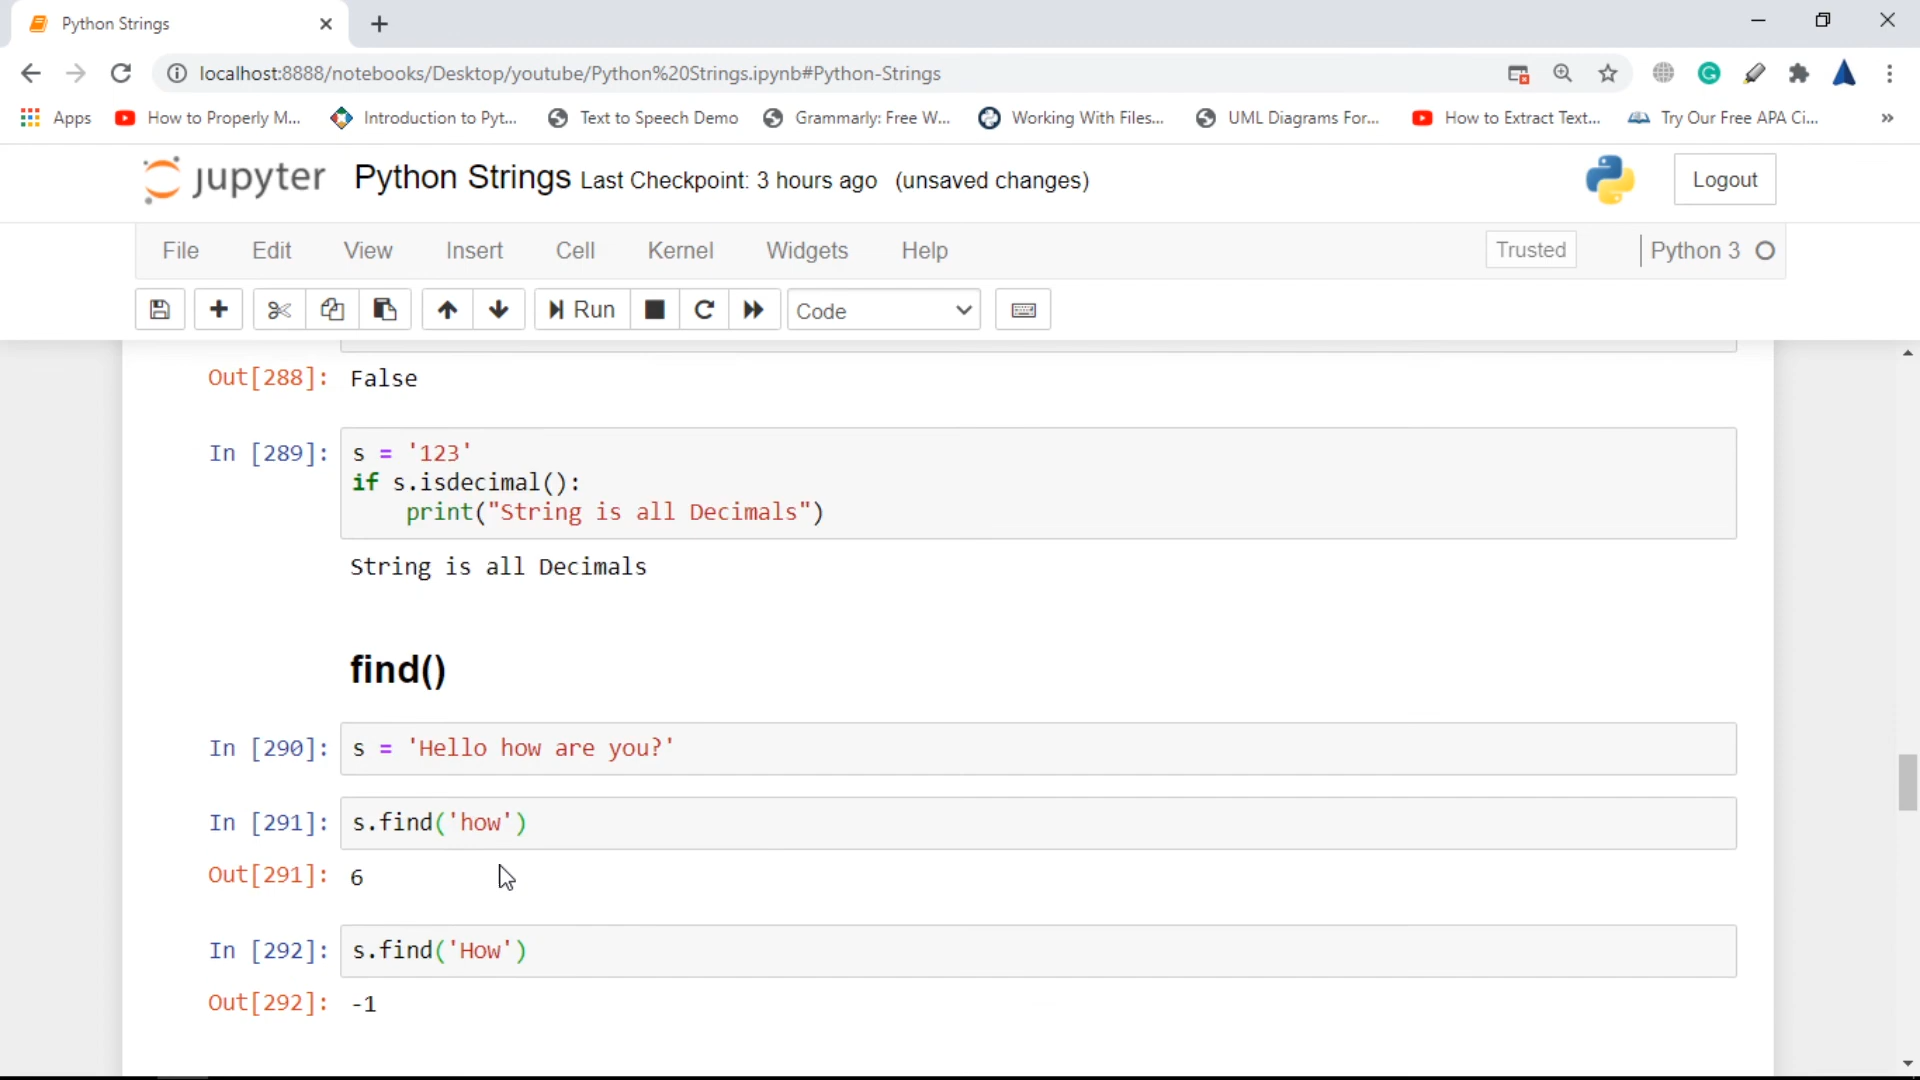 Python Strings
localhost:8888/notebooks/Desktop/youtube/Python%20Strings.ipynb#Python-Strings
Apps How to Properly M... Introduction to Pyt... Text to Speech Demo Grammarly: Free W... Working With Files... UML Diagrams For... How to Extract Text... Try Our Free APA Ci... »
jupyter Python Strings Last Checkpoint: 3 hours ago (unsaved changes) Logout
File Edit View Insert Cell Kernel Widgets Help Trusted Python 3
Run Code
Out[288]: False
In [289]: s = '123'
if s.isdecimal():
print("String is all Decimals")
String is all Decimals
find()
In [290]: s = 'Hello how are you?'
In [291]: s.find('how')
Out[291]: 6
In [292]: s.find('How')
Out[292]: -1